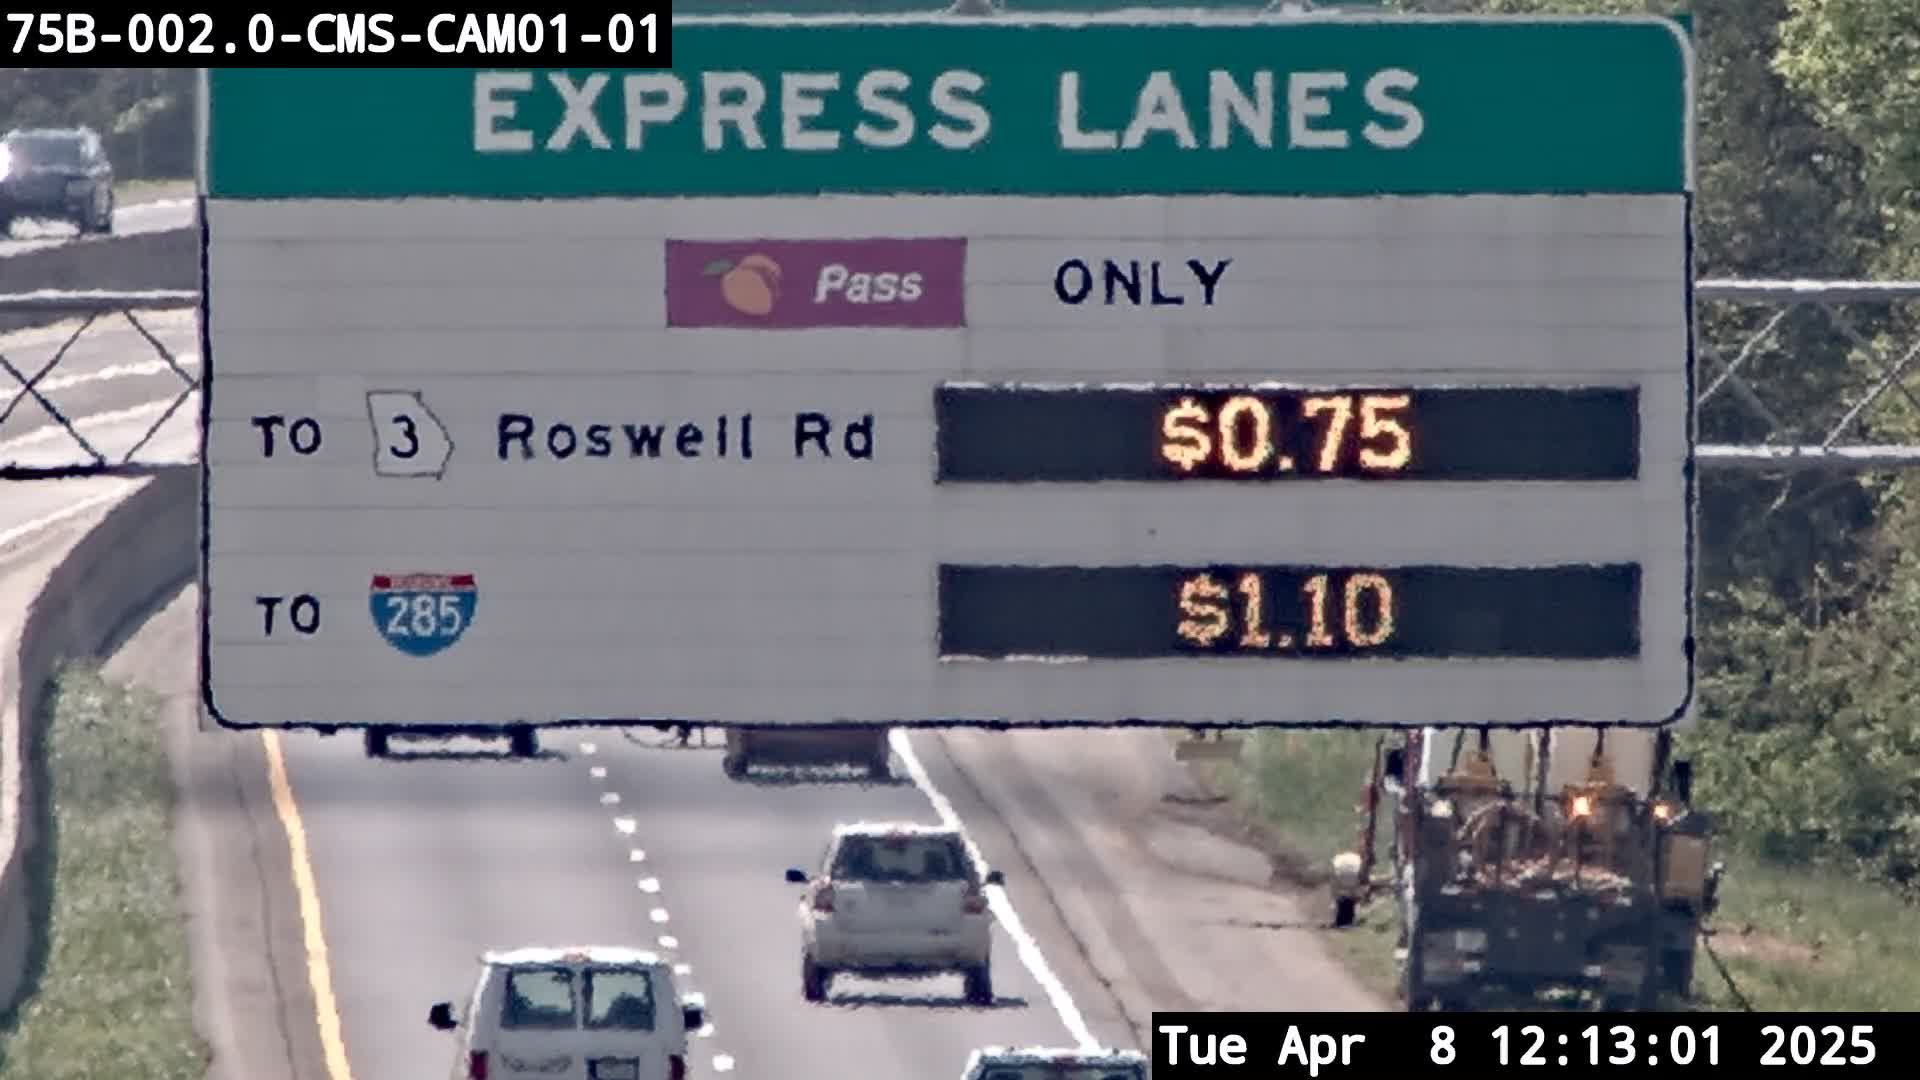 75B-002.0-CMS-CAM01-01
EXPRESS LANES
Pass ONLY
TO 3 Roswell Rd $0.75
TO 285 $1.10
Tue Apr 8 12:13:01 2025